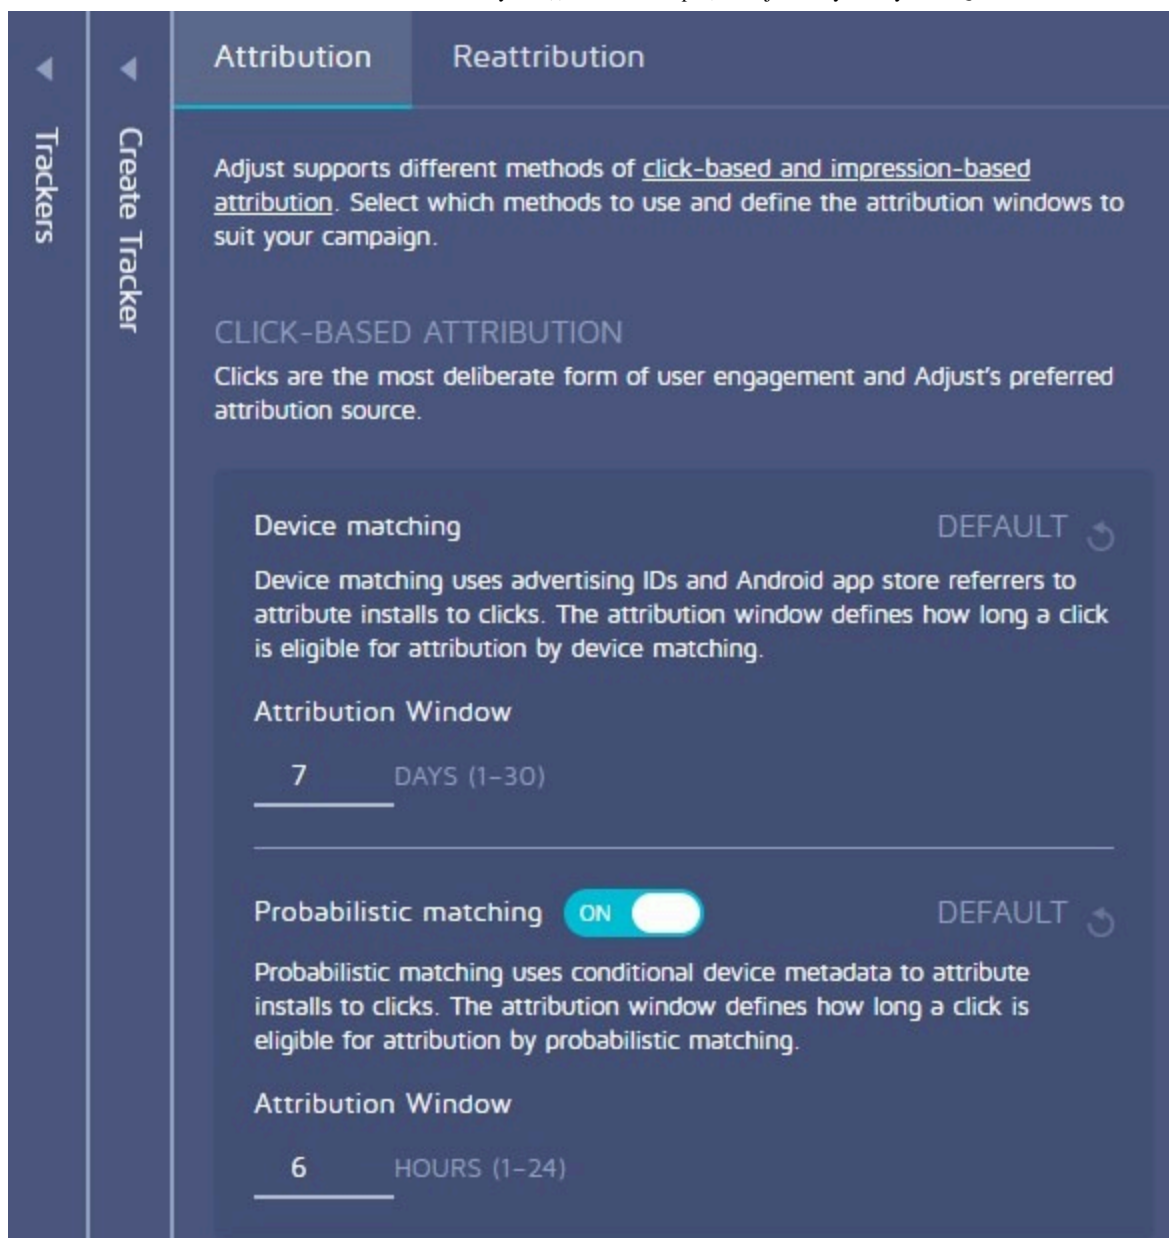 Trackers
Create Tracker
Attribution
Reattribution
Adjust supports different methods of click-based and impression-based
attribution. Select which methods to use and define the attribution windows to
suit your campaign.
CLICK-BASED ATTRIBUTION
Clicks are the most deliberate form of user engagement and Adjust's preferred
attribution source.
Device matching
DEFAULT
Device matching uses advertising IDs and Android app store referrers to
attribute installs to clicks. The attribution window defines how long a click
is eligible for attribution by device matching.
Attribution Window
7 DAYS (1-30)
Probabilistic matching ON
DEFAULT
Probabilistic matching uses conditional device metadata to attribute
installs to clicks. The attribution window defines how long a click is
eligible for attribution by probabilistic matching.
Attribution Window
6 HOURS (1-24)